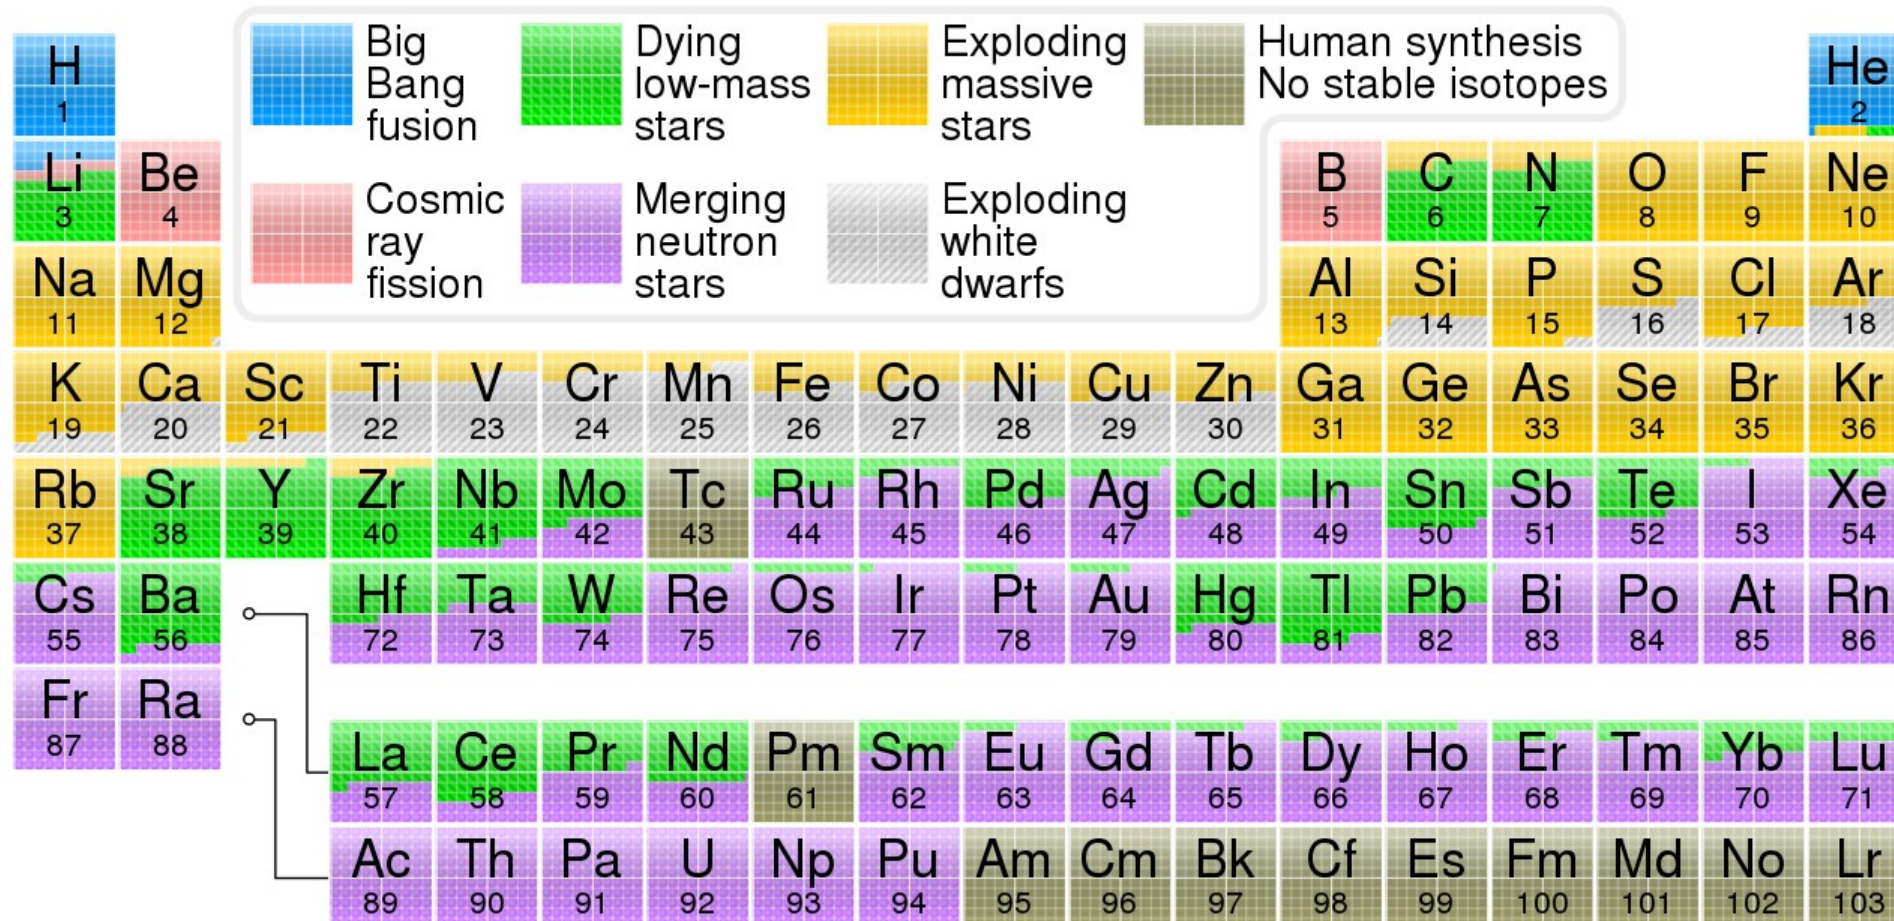 Big Bang fusion
Dying low-mass stars
Exploding massive stars
Human synthesis
No stable isotopes
Cosmic ray fission
Merging neutron stars
Exploding white dwarfs
H He
1 2
Li Be B C N O F Ne
3 4 5 6 7 8 9 10
Na Mg Al Si P S Cl Ar
11 12 13 14 15 16 17 18
K Ca Sc Ti V Cr Mn Fe Co Ni Cu Zn Ga Ge As Se Br Kr
19 20 21 22 23 24 25 26 27 28 29 30 31 32 33 34 35 36
Rb Sr Y Zr Nb Mo Tc Ru Rh Pd Ag Cd In Sn Sb Te I Xe
37 38 39 40 41 42 43 44 45 46 47 48 49 50 51 52 53 54
Cs Ba Hf Ta W Re Os Ir Pt Au Hg Tl Pb Bi Po At Rn
55 56 72 73 74 75 76 77 78 79 80 81 82 83 84 85 86
Fr Ra
87 88
La Ce Pr Nd Pm Sm Eu Gd Tb Dy Ho Er Tm Yb Lu
57 58 59 60 61 62 63 64 65 66 67 68 69 70 71
Ac Th Pa U Np Pu Am Cm Bk Cf Es Fm Md No Lr
89 90 91 92 93 94 95 96 97 98 99 100 101 102 103